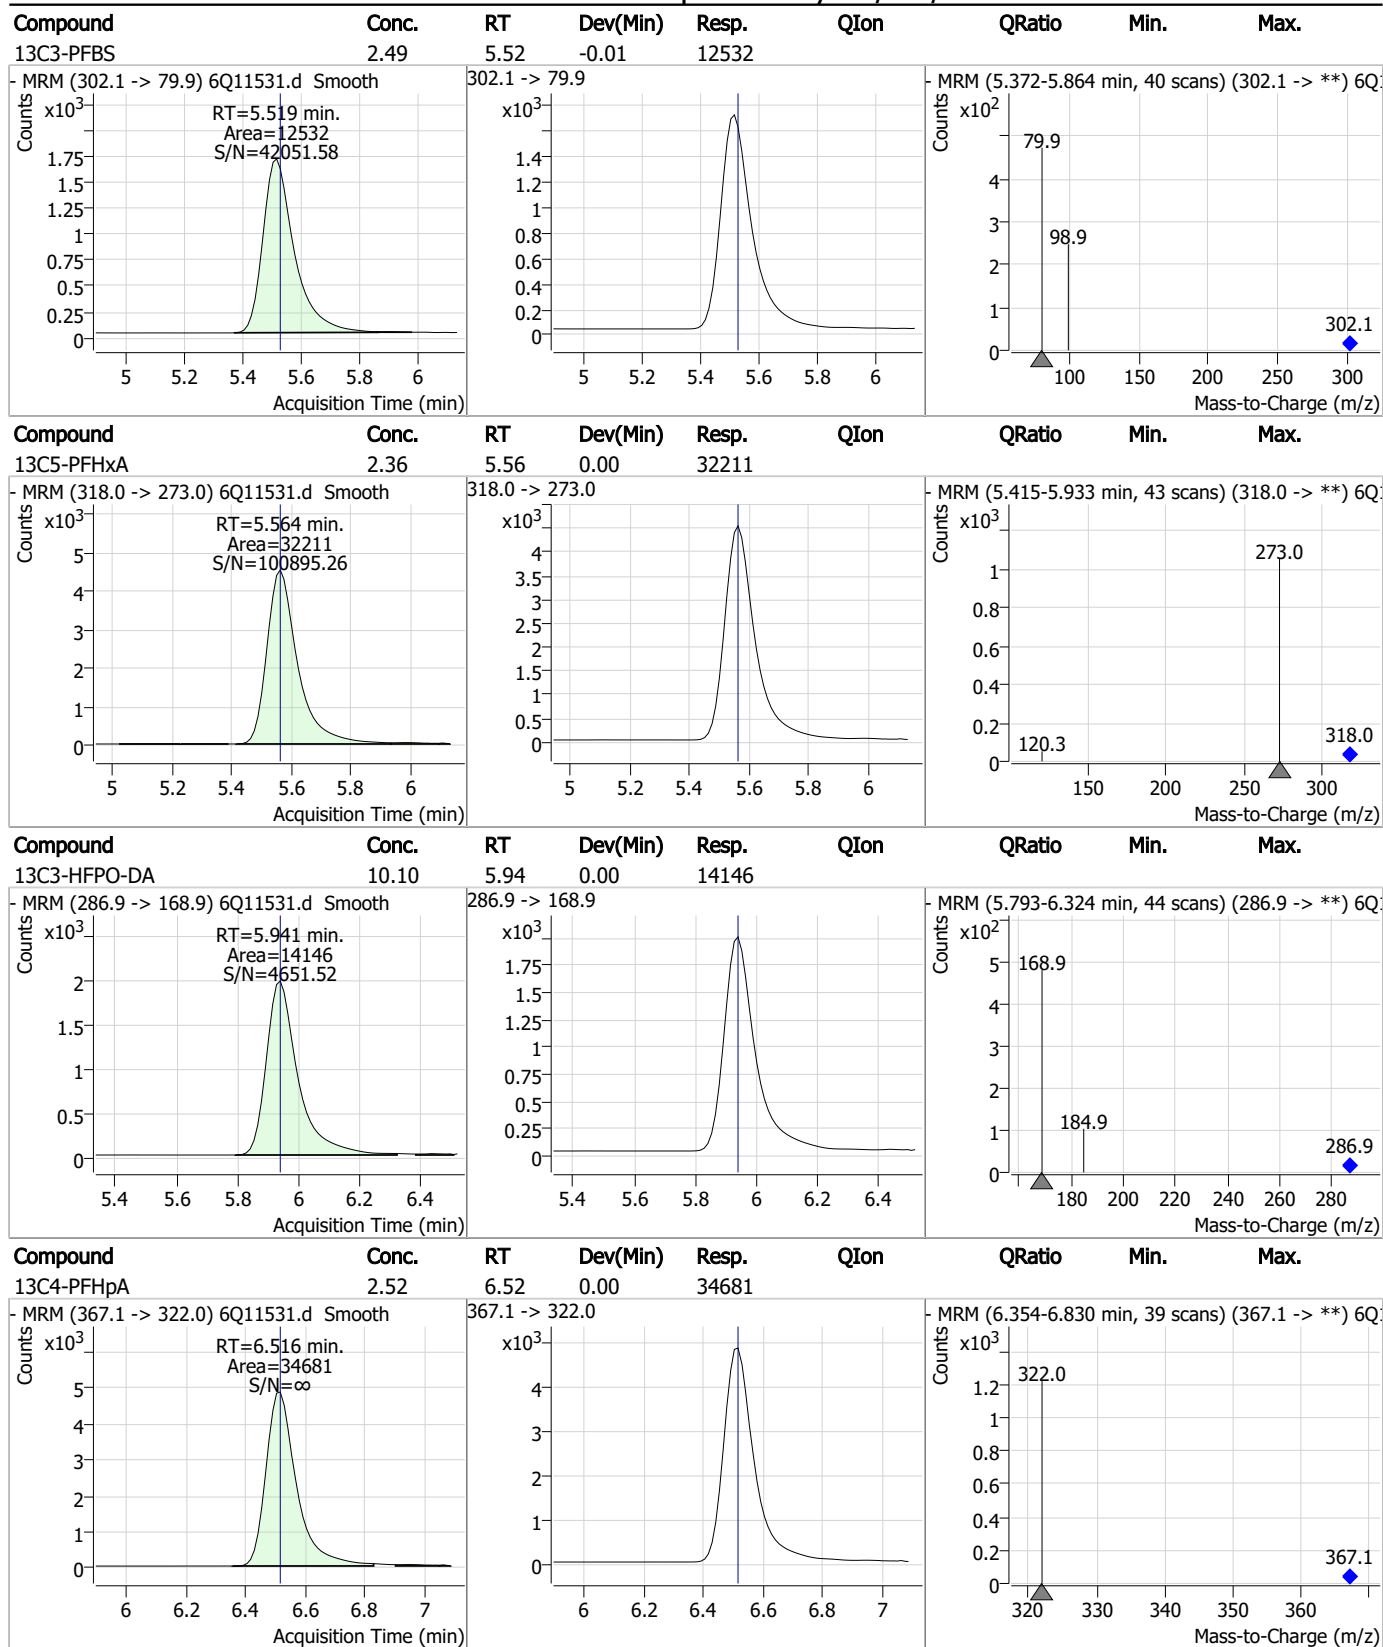 Compound Conc. RT Dev(Min) Resp. QIon QRatio Min. Max.
13C3-PFBS 2.49 5.52 -0.01 12532
- MRM (302.1 -> 79.9) 6Q11531.d Smooth
Counts
x10³
RT=5.519 min.
Area=12532
S/N=42051.58
1.75
1.5
1.25
1
0.75
0.5
0.25
0
5 5.2 5.4 5.6 5.8 6
Acquisition Time (min)
302.1 -> 79.9
x10³
1.4
1.2
1
0.8
0.6
0.4
0.2
0
5 5.2 5.4 5.6 5.8 6
- MRM (5.372-5.864 min, 40 scans) (302.1 -> **) 6Q
Counts
x10²
79.9
4
3
98.9
2
1
302.1
0
100 150 200 250 300
Mass-to-Charge (m/z)
Compound Conc. RT Dev(Min) Resp. QIon QRatio Min. Max.
13C5-PFHxA 2.36 5.56 0.00 32211
- MRM (318.0 -> 273.0) 6Q11531.d Smooth
Counts
x10³
RT=5.564 min.
Area=32211
S/N=100895.26
5
4
3
2
1
0
5 5.2 5.4 5.6 5.8 6
Acquisition Time (min)
318.0 -> 273.0
x10³
4
3.5
3
2.5
2
1.5
1
0.5
0
5 5.2 5.4 5.6 5.8 6
- MRM (5.415-5.933 min, 43 scans) (318.0 -> **) 6Q
Counts
x10³
273.0
1
0.8
0.6
0.4
0.2
120.3
318.0
0
150 200 250 300
Mass-to-Charge (m/z)
Compound Conc. RT Dev(Min) Resp. QIon QRatio Min. Max.
13C3-HFPO-DA 10.10 5.94 0.00 14146
- MRM (286.9 -> 168.9) 6Q11531.d Smooth
Counts
x10³
RT=5.941 min.
Area=14146
S/N=4651.52
2
1.5
1
0.5
0
5.4 5.6 5.8 6 6.2 6.4
Acquisition Time (min)
286.9 -> 168.9
x10³
1.75
1.5
1.25
1
0.75
0.5
0.25
0
5.4 5.6 5.8 6 6.2 6.4
- MRM (5.793-6.324 min, 44 scans) (286.9 -> **) 6Q
Counts
x10²
5
168.9
4
3
2
184.9
1
286.9
0
180 200 220 240 260 280
Mass-to-Charge (m/z)
Compound Conc. RT Dev(Min) Resp. QIon QRatio Min. Max.
13C4-PFHpA 2.52 6.52 0.00 34681
- MRM (367.1 -> 322.0) 6Q11531.d Smooth
Counts
x10³
RT=6.516 min.
Area=34681
S/N=∞
5
4
3
2
1
0
6 6.2 6.4 6.6 6.8 7
Acquisition Time (min)
367.1 -> 322.0
x10³
4
3
2
1
0
6 6.2 6.4 6.6 6.8 7
- MRM (6.354-6.830 min, 39 scans) (367.1 -> **) 6Q
Counts
x10³
322.0
1.2
1
0.8
0.6
0.4
0.2
367.1
0
320 330 340 350 360
Mass-to-Charge (m/z)